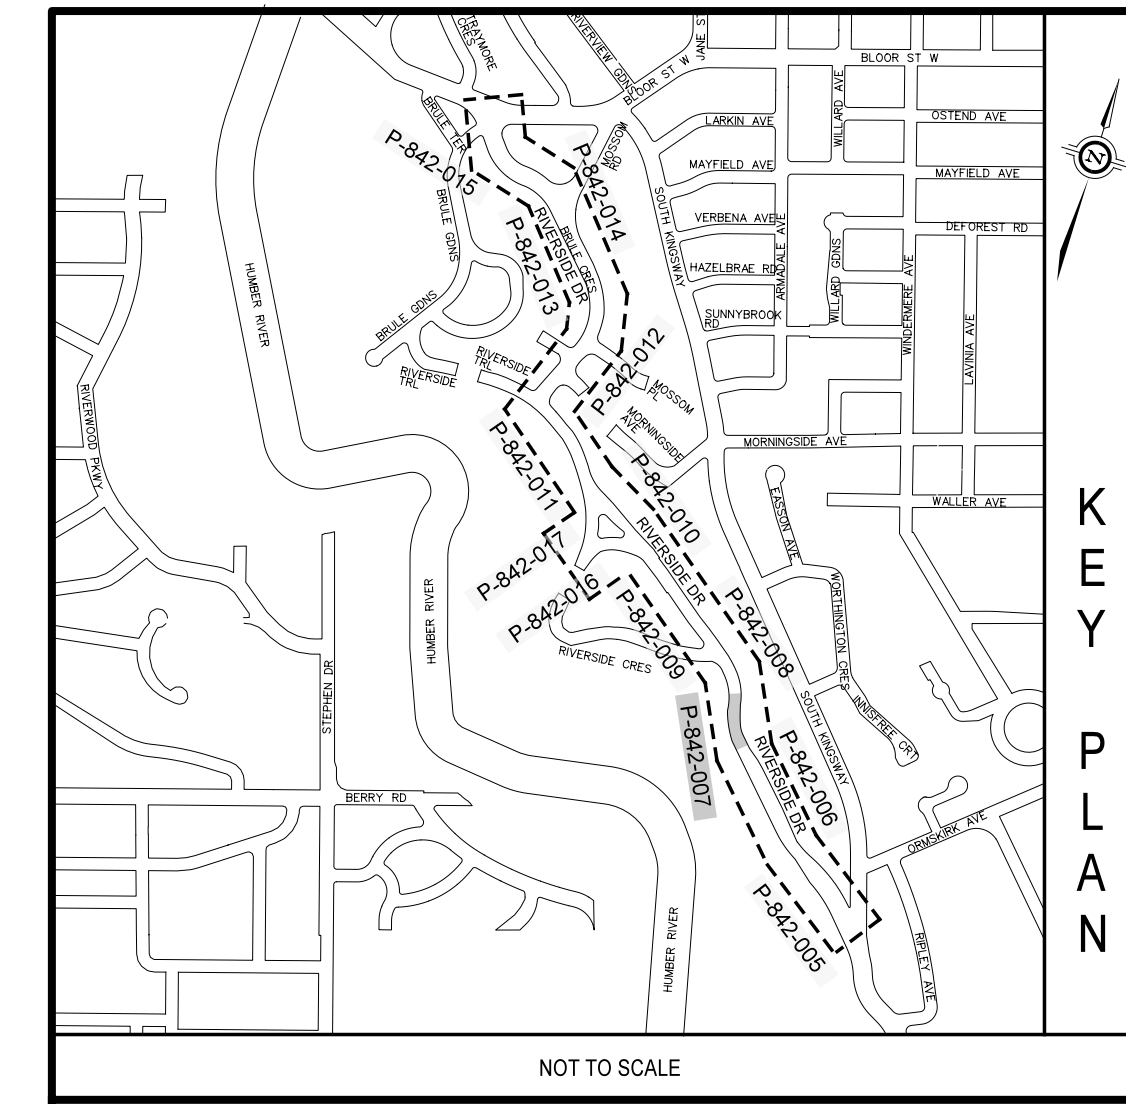 TRAYMORE
CRES
RIVERVIEW GDNS
JANE ST
BLOOR ST W
BLOOR ST W
WILLARD AVE
BRULE TER
LARKIN AVE
OSTEND AVE
P-842-015
MOSSOM
RD
MAYFIELD AVE
MAYFIELD AVE
P-842-014
BRULE GDNS
SOUTH KINGSWAY
VERBENA AVE
DEFOREST RD
P-842-013
RIVERSIDE DR
BRULE CRES
ARMADALE AVE
WILLARD GDNS
WINDERMERE AVE
HUMBER RIVER
HAZELBRAE RD
BRULE GDNS
SUNNYBROOK
RD
LAVINIA AVE
P-842-012
RIVERSIDE
TRL
RIVERSIDE
TRL
MOSSOM
PL
RIVERWOOD PKWY
MORNINGSIDE
AVE
MORNINGSIDE AVE
P-842-011
P-842-010
EASSON AVE
WALLER AVE
RIVERSIDE DR
P-842-017
P-842-016
HUMBER RIVER
P-842-009
P-842-008
WORTHINGTON CRES
RIVERSIDE CRES
STEPHEN DR
SOUTH KINGSWAY
INNISFREE CRT
P-842-007
RIVERSIDE DR
P-842-006
BERRY RD
ORMSKIRK AVE
P-842-005
HUMBER RIVER
RIPLEY AVE
N
KEY PLAN
NOT TO SCALE